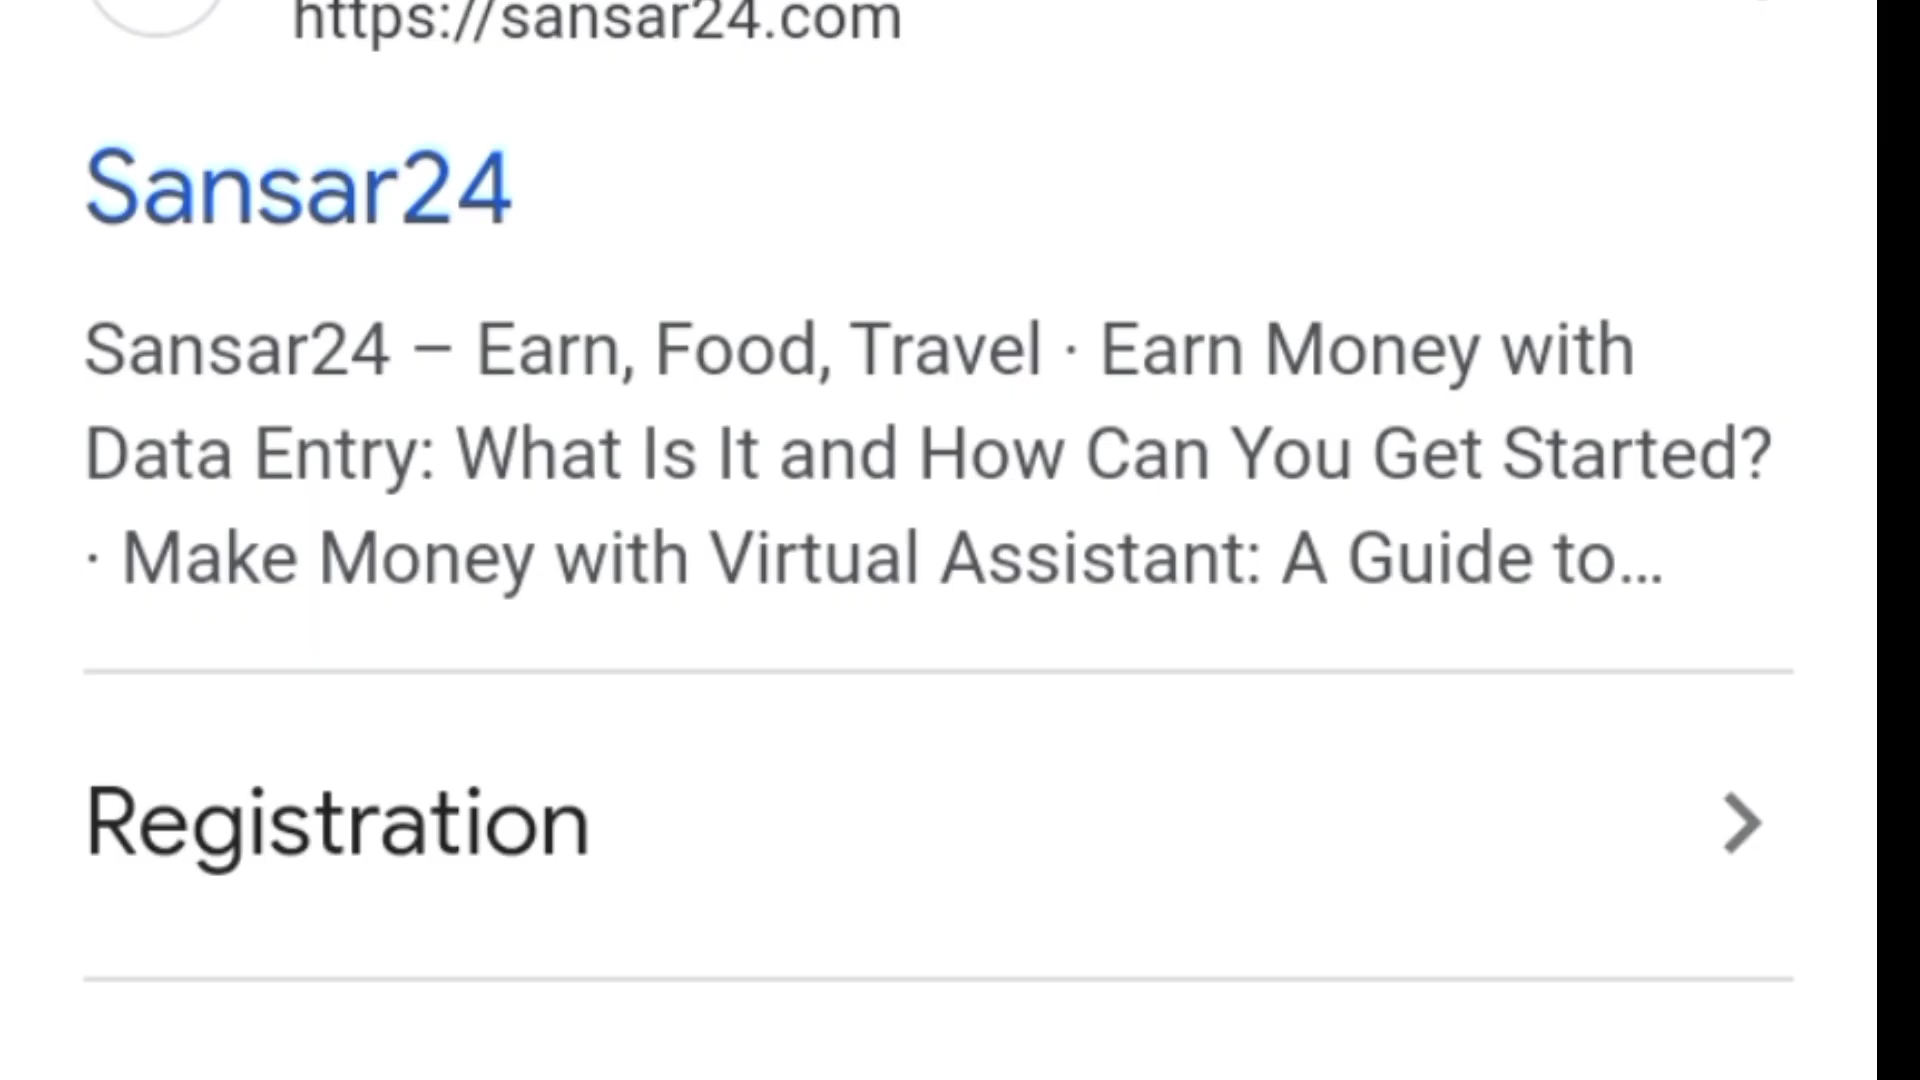 https://sansar24.com
Sansar24
Sansar24 – Earn, Food, Travel · Earn Money with
Data Entry: What Is It and How Can You Get Started?
· Make Money with Virtual Assistant: A Guide to...
Registration